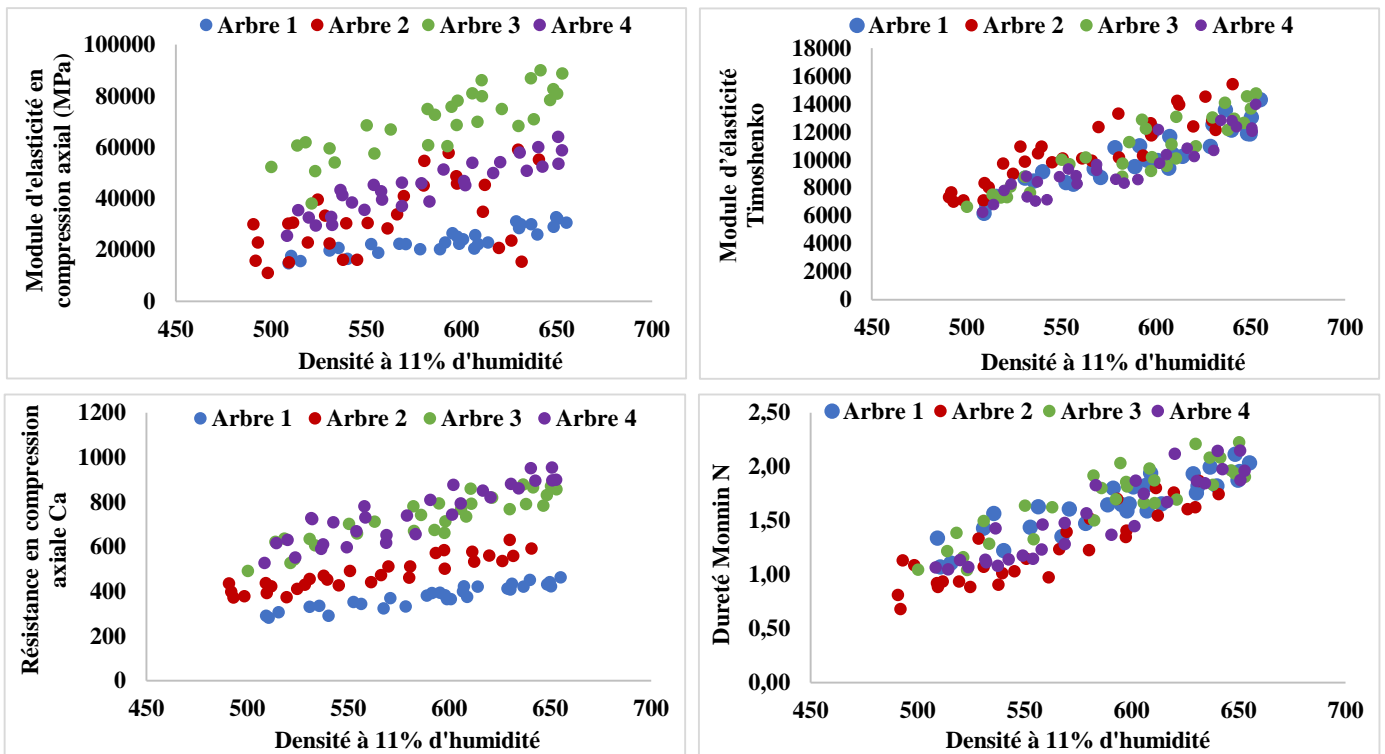 Arbre 1 Arbre 2 Arbre 3 Arbre 4
Module d'elasticité en
compression axial (MPa)
100000
80000
60000
40000
20000
0
450 500 550 600 650 700
Densité à 11% d'humidité
Arbre 1 Arbre 2 Arbre 3 Arbre 4
Module d'élasticité
Timoshenko
18000
16000
14000
12000
10000
8000
6000
4000
2000
0
450 500 550 600 650 700
Densité à 11% d'humidité
Arbre 1 Arbre 2 Arbre 3 Arbre 4
Résistance en compression
axiale Ca
1200
1000
800
600
400
200
0
450 500 550 600 650 700
Densité à 11% d'humidité
Arbre 1 Arbre 2 Arbre 3 Arbre 4
Dureté Monnin N
2,50
2,00
1,50
1,00
0,50
0,00
450 500 550 600 650 700
Densité à 11% d'humidité